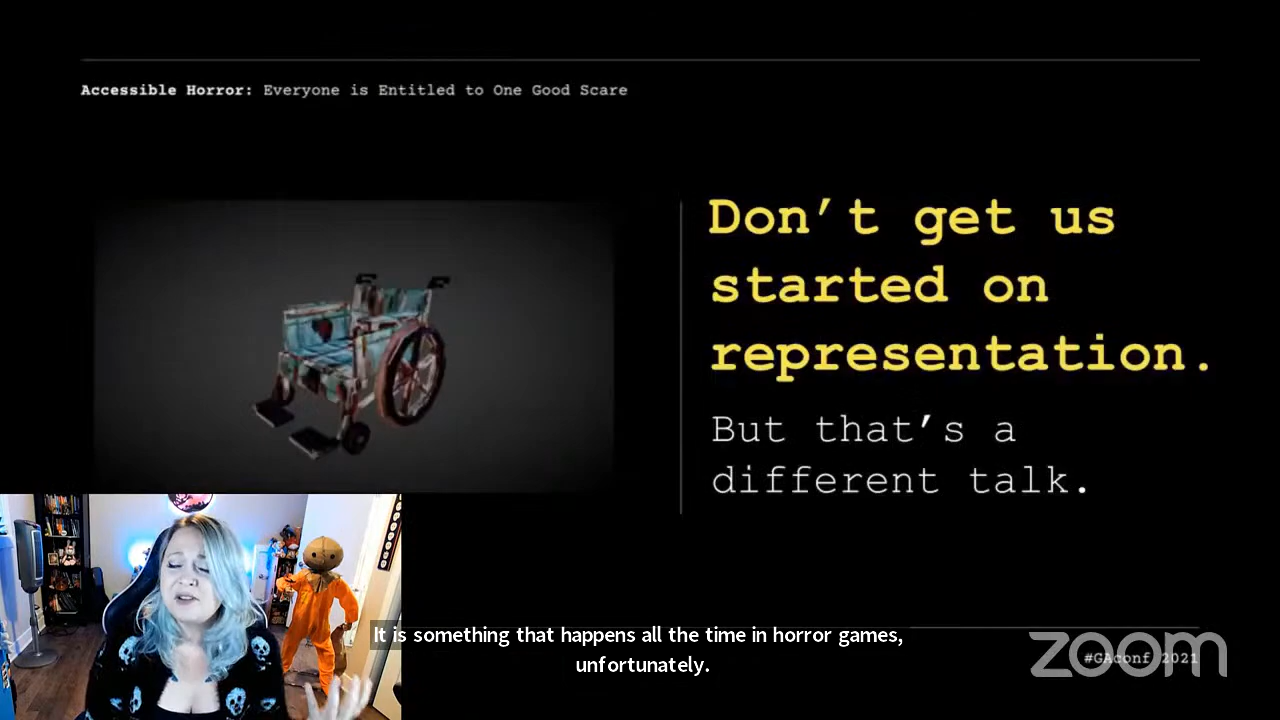 Accessible Horror: Everyone is Entitled to One Good Scare
Don't get us
started on
representation.
But that's a
different talk.
It is something that happens all the time in horror games,
unfortunately.
#GAconf 2021
zoom